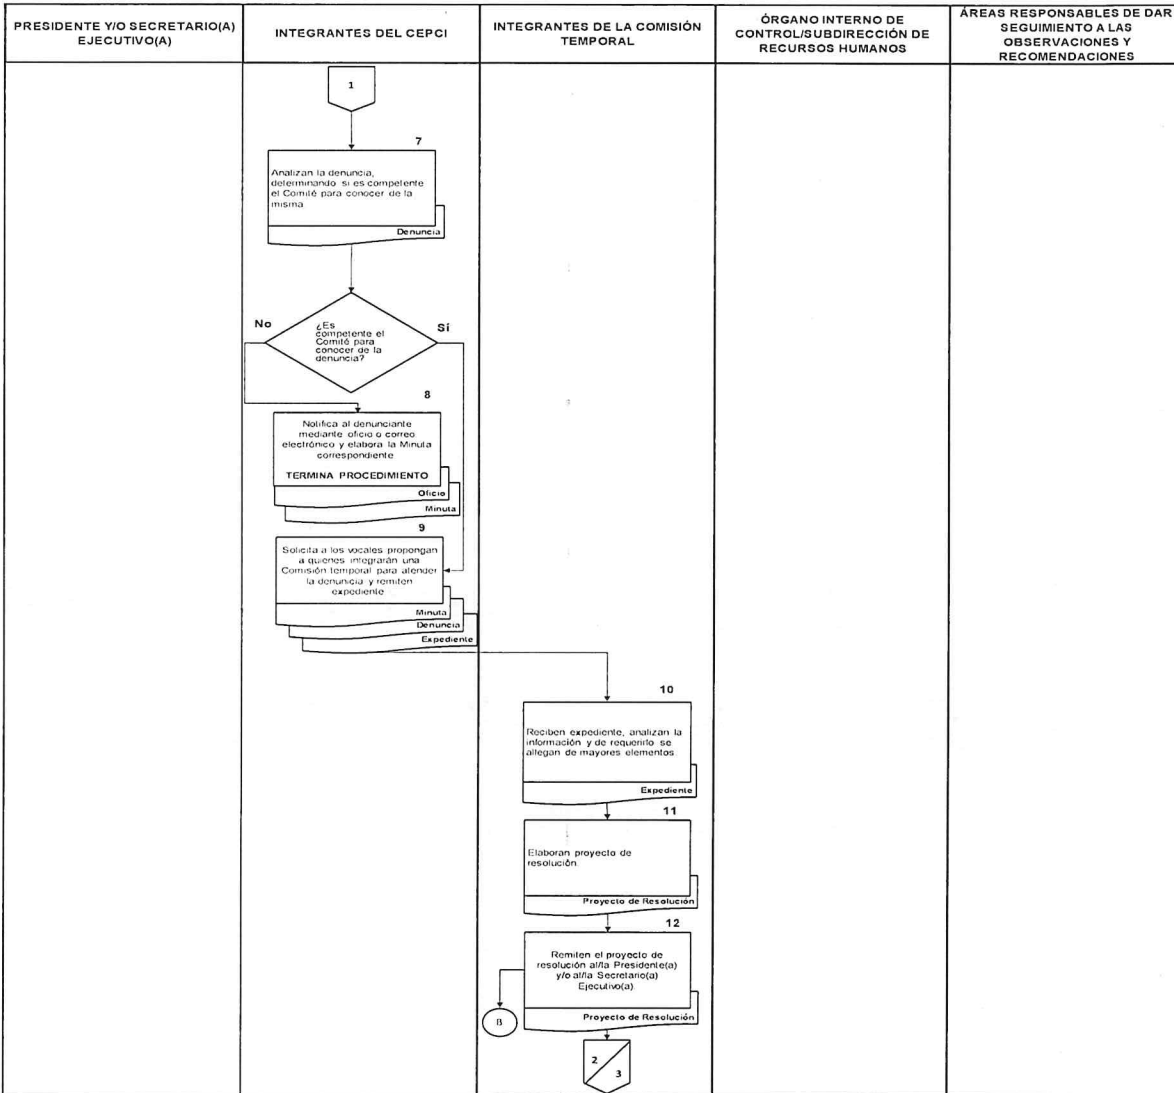 PRESIDENTE Y/O SECRETARIO(A)
EJECUTIVO(A)
INTEGRANTES DEL CEPCI
INTEGRANTES DE LA COMISIÓN
TEMPORAL
ÓRGANO INTERNO DE
CONTROL/SUBDIRECCIÓN DE
RECURSOS HUMANOS
ÁREAS RESPONSABLES DE DAR
SEGUIMIENTO A LAS
OBSERVACIONES Y
RECOMENDACIONES
1
7
Analizan la denuncia,
determinando si es competente
el Comité para conocer de la
misma
Denuncia
No
¿Es
competente el
Comité para
conocer de la
denuncia?
Sí
8
Notifica al denunciante
mediante oficio o correo
electrónico y elabora la Minuta
correspondiente
TERMINA PROCEDIMIENTO
Oficio
Minuta
9
Solicita a los vocales propongan
a quienes integrarán una
Comisión temporal para atender
la denuncia y remiten
expediente
Minuta
Denuncia
Expediente
10
Reciben expediente, analizan la
información y de requerirlo se
allegan de mayores elementos.
Expediente
11
Elaboran proyecto de
resolución.
Proyecto de Resolución
12
Remiten el proyecto de
resolución al/la Presidente(a)
y/o al/la Secretario(a)
Ejecutivo(a).
Proyecto de Resolución
B
2
3